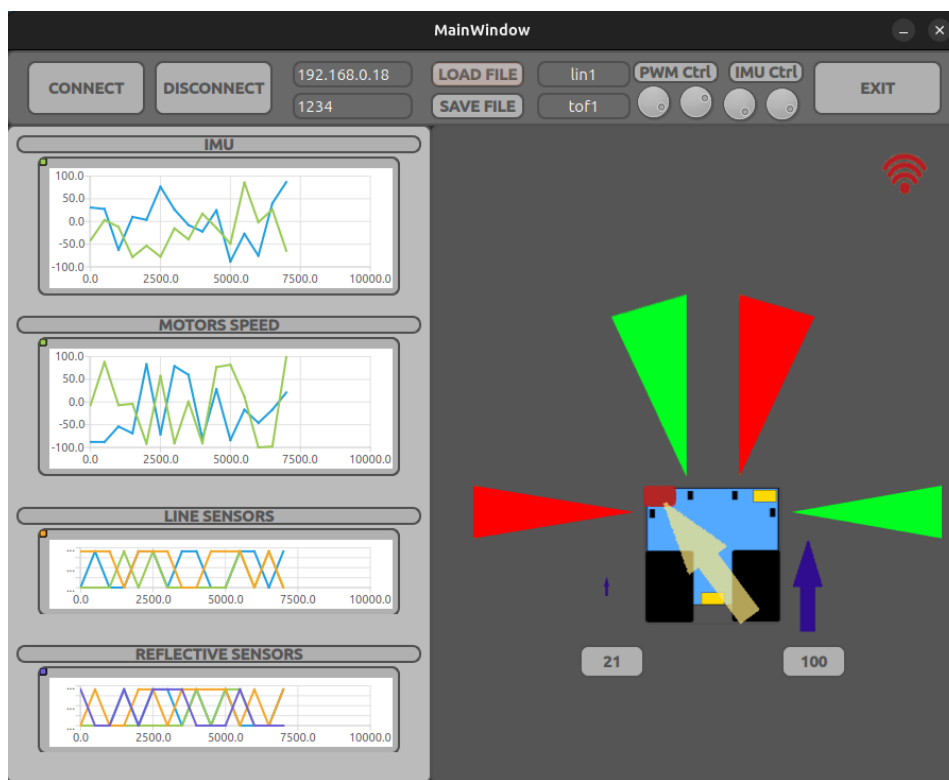 MainWindow
CONNECT DISCONNECT 192.168.0.18 LOAD FILE lin1 PWM Ctrl IMU Ctrl EXIT
1234 SAVE FILE tof1
IMU
100.0
50.0
0.0
-50.0
-100.0
0.0 2500.0 5000.0 7500.0 10000.0
MOTORS SPEED
100.0
50.0
0.0
-50.0
-100.0
0.0 2500.0 5000.0 7500.0 10000.0
LINE SENSORS
...
...
0.0 2500.0 5000.0 7500.0 10000.0
REFLECTIVE SENSORS
...
...
0.0 2500.0 5000.0 7500.0 10000.0
21 100